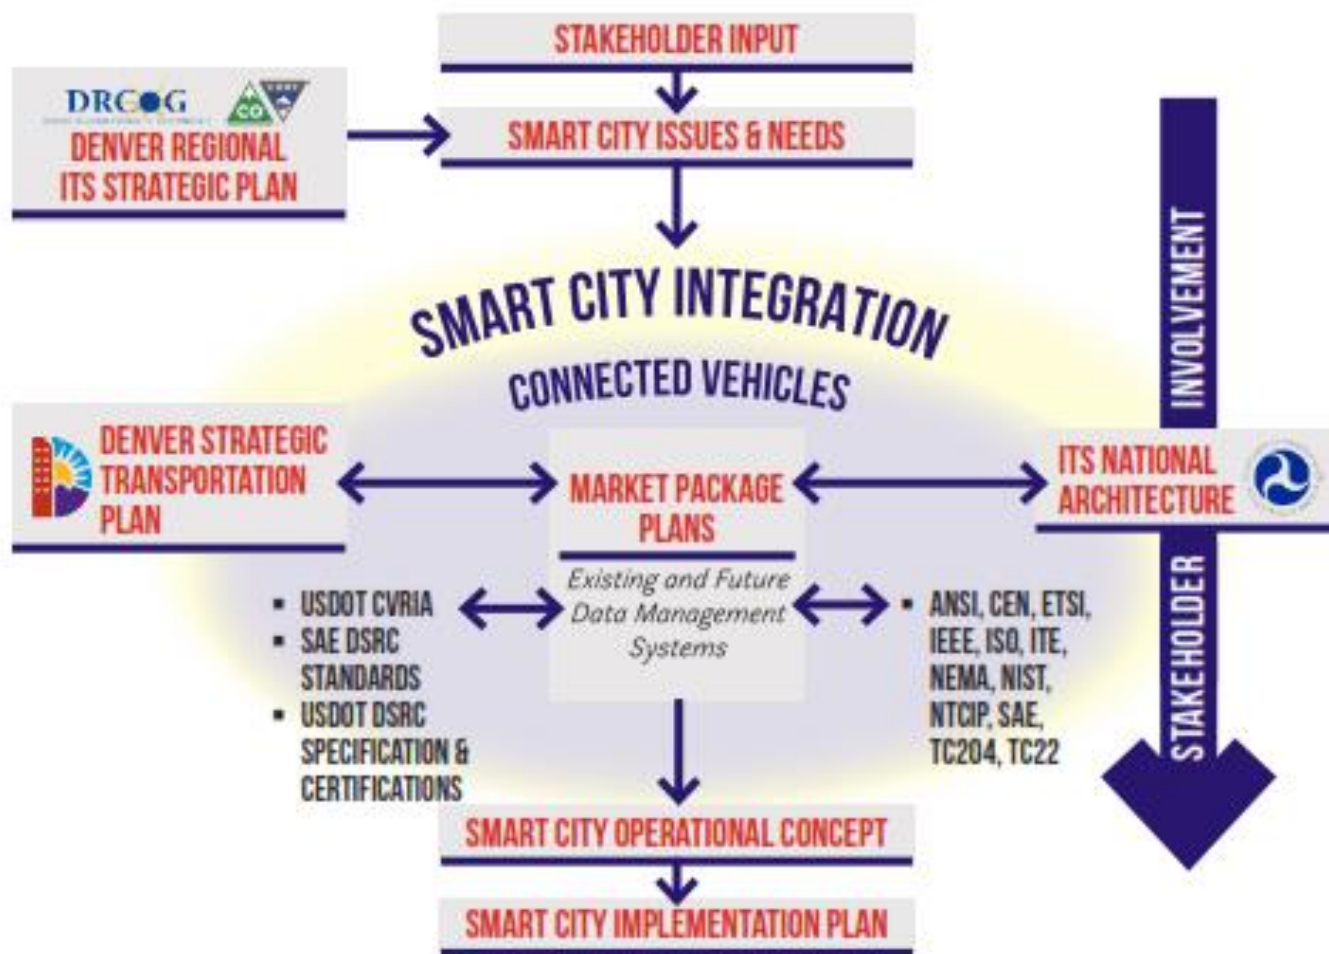 STAKEHOLDER INPUT
DRCOG
CO
DENVER REGIONAL
ITS STRATEGIC PLAN
SMART CITY ISSUES & NEEDS
SMART CITY INTEGRATION
CONNECTED VEHICLES
INVOLVEMENT
DENVER STRATEGIC
TRANSPORTATION
PLAN
MARKET PACKAGE
PLANS
Existing and Future
Data Management
Systems
ITS NATIONAL
ARCHITECTURE
▪ USDOT CVRIA
▪ SAE DSRC
STANDARDS
▪ USDOT DSRC
SPECIFICATION &
CERTIFICATIONS
▪ ANSI, CEN, ETSI,
IEEE, ISO, ITE,
NEMA, NIST,
NTCIP, SAE,
TC204, TC22
STAKEHOLDER
SMART CITY OPERATIONAL CONCEPT
SMART CITY IMPLEMENTATION PLAN